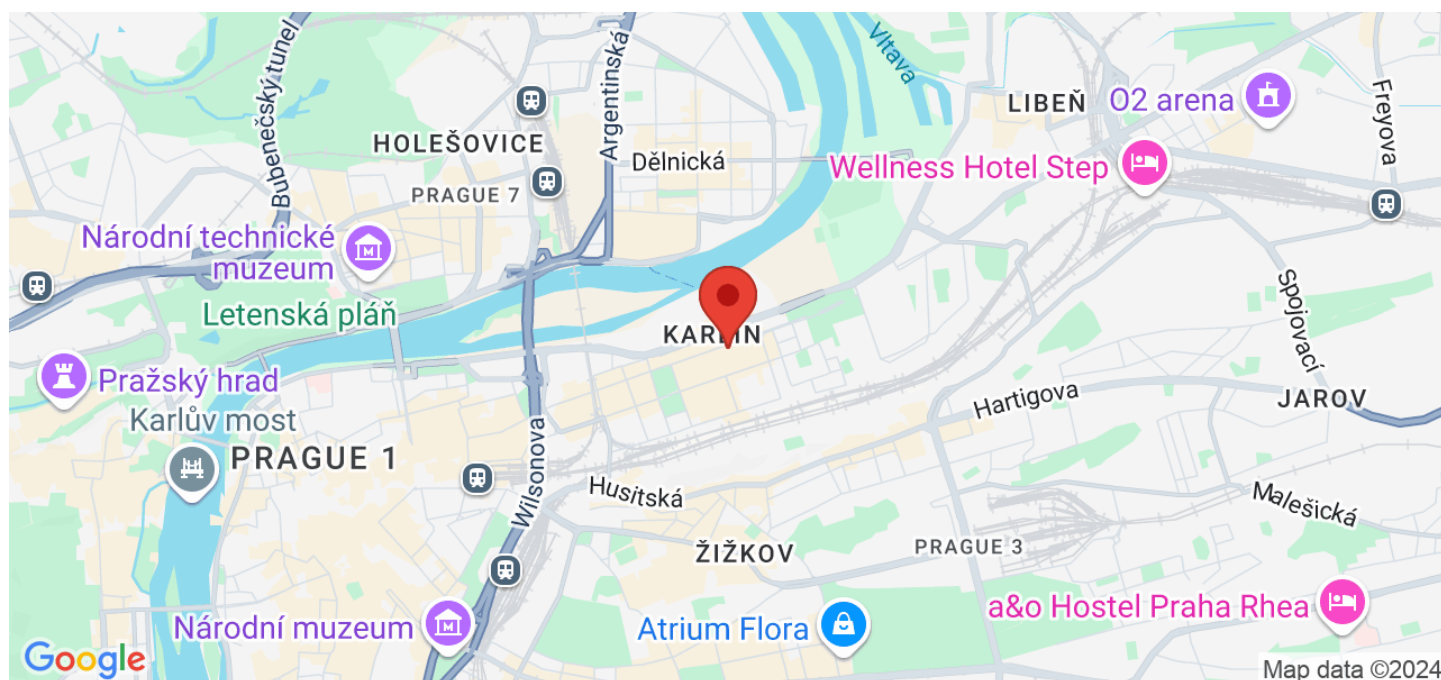 Bubenečský tunel
Argentinská
Vltava
LIBEŇ
O2 arena
Freyova
HOLEŠOVICE
Dělnická
Wellness Hotel Step
PRAGUE 7
Národní technické
muzeum
Letenská pláň
KARLÍN
Spojovací
Pražský hrad
Karlův most
PRAGUE 1
Hartigova
JAROV
Wilsonova
Husitská
Malešická
ŽIŽKOV
PRAGUE 3
a&o Hostel Praha Rhea
Národní muzeum
Atrium Flora
Google
Map data ©2024